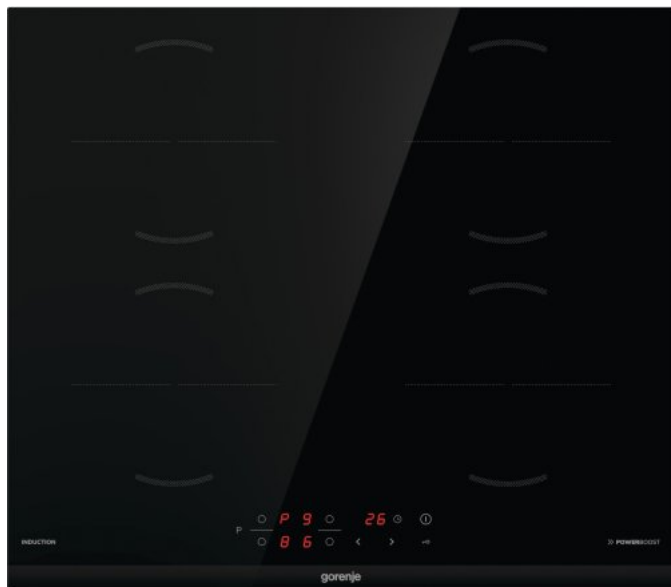 P 9 26
P
8 6 < >
INDUCTION
POWERBOOST
gorenje